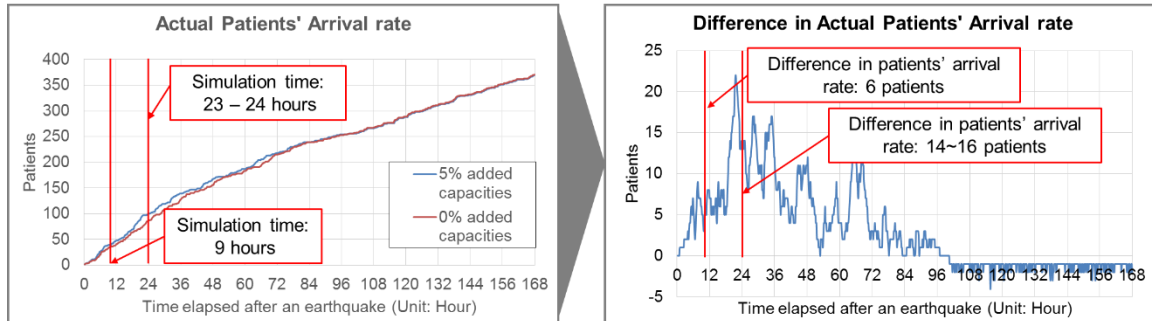 Actual Patients' Arrival rate
Patients
400
350
300
250
200
150
100
50
0
Simulation time:
23 – 24 hours
Simulation time:
9 hours
5% added
capacities
0% added
capacities
0 12 24 36 48 60 72 84 96 108 120 132 144 156 168
Time elapsed after an earthquake (Unit: Hour)
Difference in Actual Patients' Arrival rate
Patients
25
20
15
10
5
0
-5
Difference in patients' arrival
rate: 6 patients
Difference in patients' arrival
rate: 14~16 patients
0 12 24 36 48 60 72 84 96 108 120 132 144 156 168
Time elapsed after an earthquake (Unit: Hour)